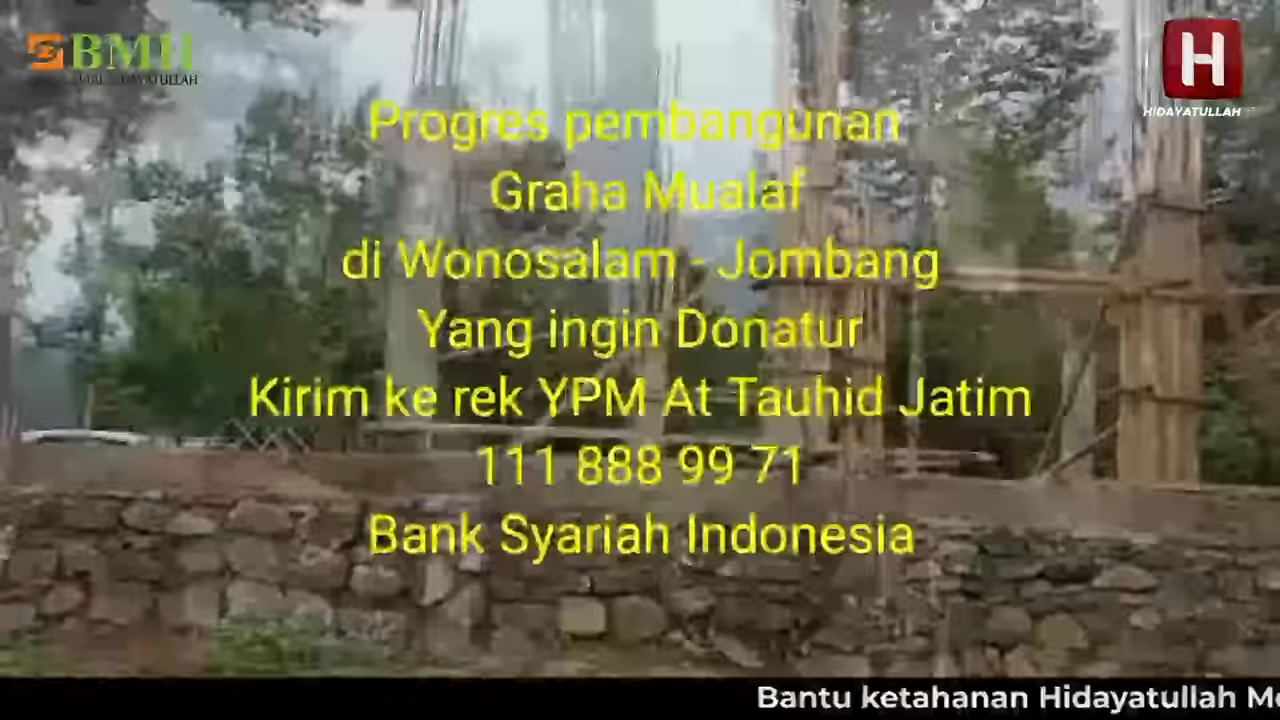 BMH
HIDAYATULLAH
Progres pembangunan
Graha Mualaf
di Wonosalam - Jombang
Yang ingin Donatur
Kirim ke rek YPM At Tauhid Jatim
111 888 99 71
Bank Syariah Indonesia
Bantu ketahanan Hidayatullah